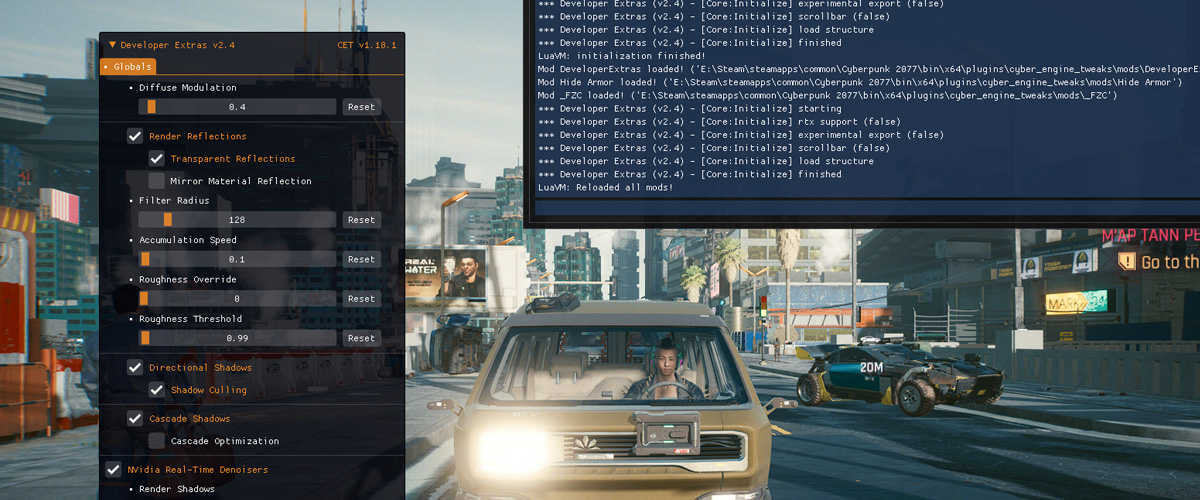 ▼ Developer Extras v2.4 CET v1.18.1
• Globals
• Diffuse Modulation
0.4 Reset
Render Reflections
Transparent Reflections
Mirror Material Reflection
• Filter Radius
128 Reset
• Accumulation Speed
0.1 Reset
• Roughness Override
0 Reset
• Roughness Threshold
0.99 Reset
Directional Shadows
Shadow Culling
Cascade Shadows
Cascade Optimization
NVidia Real-Time Denoisers
• Render Shadows
*** Developer Extras (v2.4) - [Core:Initialize] experimental export (false)
*** Developer Extras (v2.4) - [Core:Initialize] scrollbar (false)
*** Developer Extras (v2.4) - [Core:Initialize] load structure
*** Developer Extras (v2.4) - [Core:Initialize] finished
LuaVM: initialization finished!
Mod DeveloperExtras loaded! ('E:\Steam\steamapps\common\Cyberpunk 2077\bin\x64\plugins\cyber_engine_tweaks\mods\DeveloperE
Mod Hide Armor loaded! ('E:\Steam\steamapps\common\Cyberpunk 2077\bin\x64\plugins\cyber_engine_tweaks\mods\Hide Armor')
Mod _FZC loaded! ('E:\Steam\steamapps\common\Cyberpunk 2077\bin\x64\plugins\cyber_engine_tweaks\mods\_FZC')
*** Developer Extras (v2.4) - [Core:Initialize] starting
*** Developer Extras (v2.4) - [Core:Initialize] rtx support (false)
*** Developer Extras (v2.4) - [Core:Initialize] experimental export (false)
*** Developer Extras (v2.4) - [Core:Initialize] scrollbar (false)
*** Developer Extras (v2.4) - [Core:Initialize] load structure
*** Developer Extras (v2.4) - [Core:Initialize] finished
LuaVM: Reloaded all mods!
M'AP TANN PE
Go to th
REAL
WATER
20M